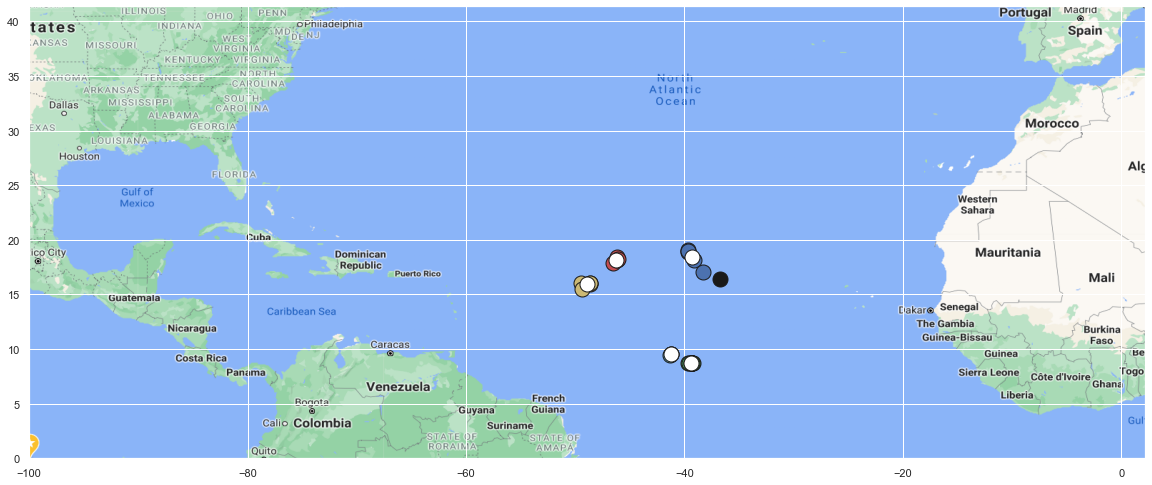 ILLINOIS
OHIO
PENN
Philadelphia
Madrid
Portugal
Spain
tates
INDIANA
MD
DE
NJ
WEST
VIRGINIA
KANSAS
MISSOURI
KENTUCKY
VIRGINIA
OKLAHOMA
TENNESSEE
NORTH
CAROLINA
ARKANSAS
North
Atlantic
Ocean
Dallas
MISSISSIPPI
SOUTH
CAROLINA
ALABAMA
GEORGIA
Morocco
EXAS
LOUISIANA
Houston
FLORIDA
Alg
Gulf of
Mexico
Western
Sahara
Cuba
ico City
Dominican
Republic
Puerto Rico
Mauritania
Mali
Guatemala
Caribbean Sea
Dakar
Senegal
The Gambia
Guinea-Bissau
Burkina
Faso
Nicaragua
Caracas
Costa Rica
Panama
Guinea
Be
Sierra Leone
Côte d'Ivoire
Togo
Ghana
Liberia
Venezuela
Bogota
Guyana
French
Guiana
Suriname
Cali
Colombia
STATE OF
RORAIMA
STATE OF
AMAPA
Gulf
Quito
40
35
30
25
20
15
10
5
0
−100
−80
−60
−40
−20
0